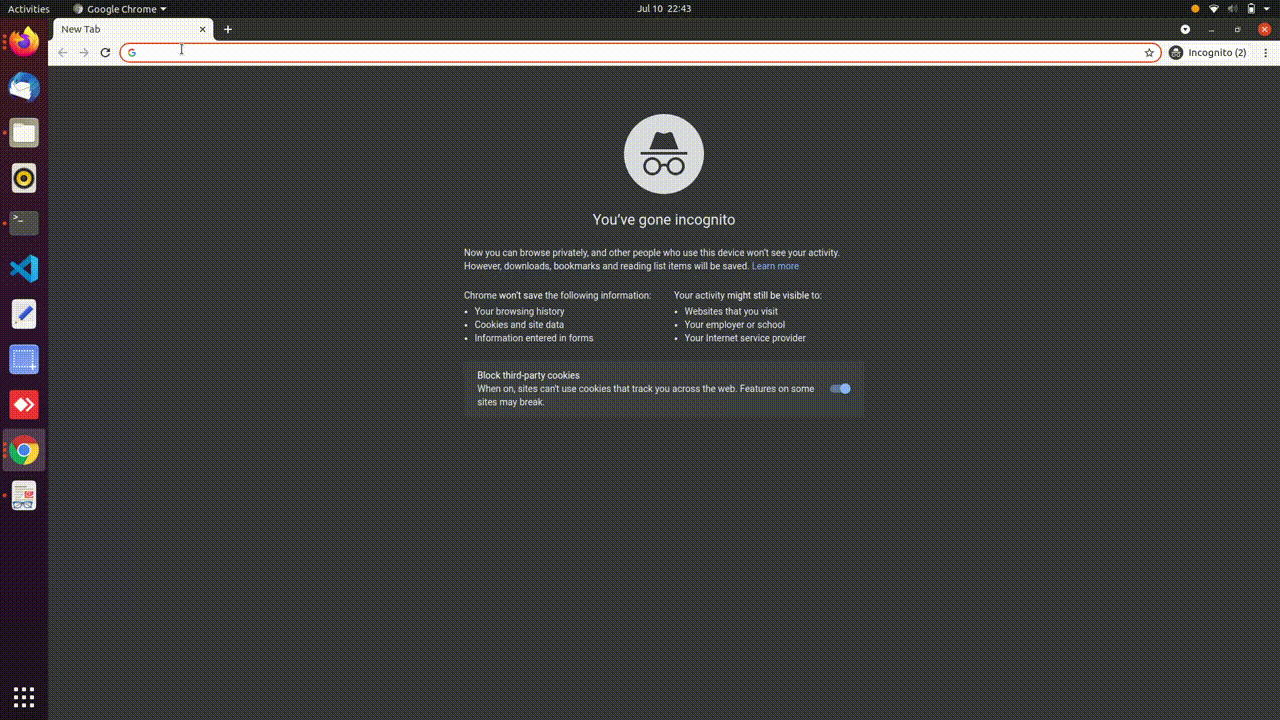 Activities
Google Chrome
Jul 10 22:43
New Tab
Incognito (2)
You've gone incognito
Now you can browse privately, and other people who use this device won't see your activity.
However, downloads, bookmarks and reading list items will be saved. Learn more
Chrome won't save the following information:
• Your browsing history
• Cookies and site data
• Information entered in forms
Your activity might still be visible to:
• Websites that you visit
• Your employer or school
• Your Internet service provider
Block third-party cookies
When on, sites can't use cookies that track you across the web. Features on some
sites may break.